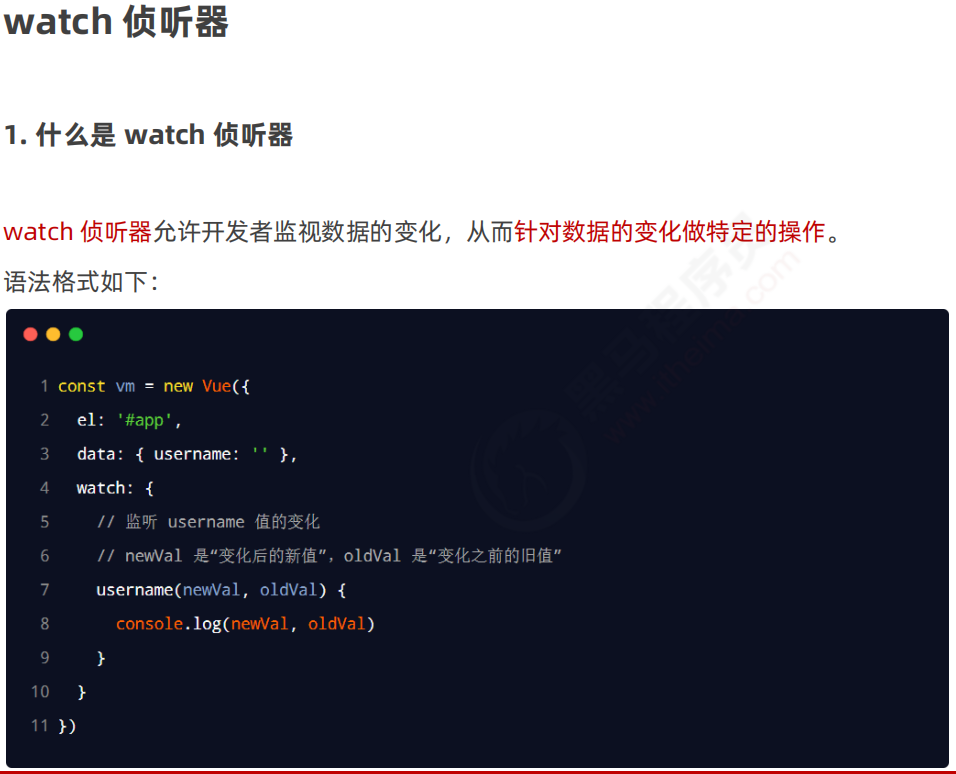 watch 侦听器
1. 什么是 watch 侦听器
watch 侦听器允许开发者监视数据的变化，从而针对数据的变化做特定的操作。
语法格式如下：
1 const vm = new Vue({
2   el: '#app',
3   data: { username: '' },
4   watch: {
5     // 监听 username 值的变化
6     // newVal 是“变化后的新值”，oldVal 是“变化之前的旧值”
7     username(newVal, oldVal) {
8       console.log(newVal, oldVal)
9     }
10   }
11 })
黑马程序员